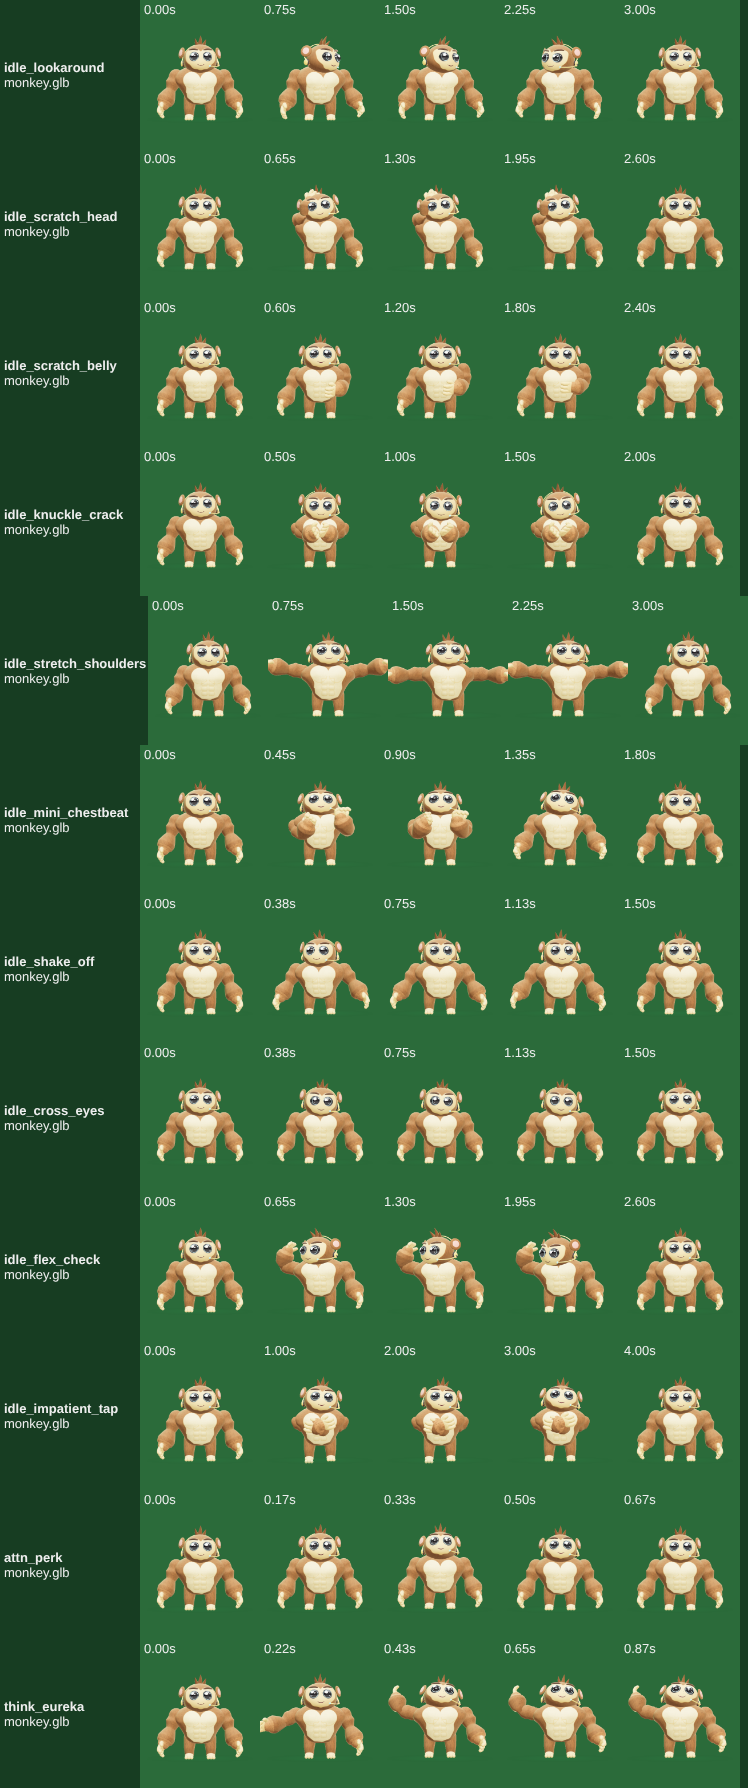 0.00s 0.75s 1.50s 2.25s 3.00s
idle_lookaround
monkey.glb
0.00s 0.65s 1.30s 1.95s 2.60s
idle_scratch_head
monkey.glb
0.00s 0.60s 1.20s 1.80s 2.40s
idle_scratch_belly
monkey.glb
0.00s 0.50s 1.00s 1.50s 2.00s
idle_knuckle_crack
monkey.glb
0.00s 0.75s 1.50s 2.25s 3.00s
idle_stretch_shoulders
monkey.glb
0.00s 0.45s 0.90s 1.35s 1.80s
idle_mini_chestbeat
monkey.glb
0.00s 0.38s 0.75s 1.13s 1.50s
idle_shake_off
monkey.glb
0.00s 0.38s 0.75s 1.13s 1.50s
idle_cross_eyes
monkey.glb
0.00s 0.65s 1.30s 1.95s 2.60s
idle_flex_check
monkey.glb
0.00s 1.00s 2.00s 3.00s 4.00s
idle_impatient_tap
monkey.glb
0.00s 0.17s 0.33s 0.50s 0.67s
attn_perk
monkey.glb
0.00s 0.22s 0.43s 0.65s 0.87s
think_eureka
monkey.glb